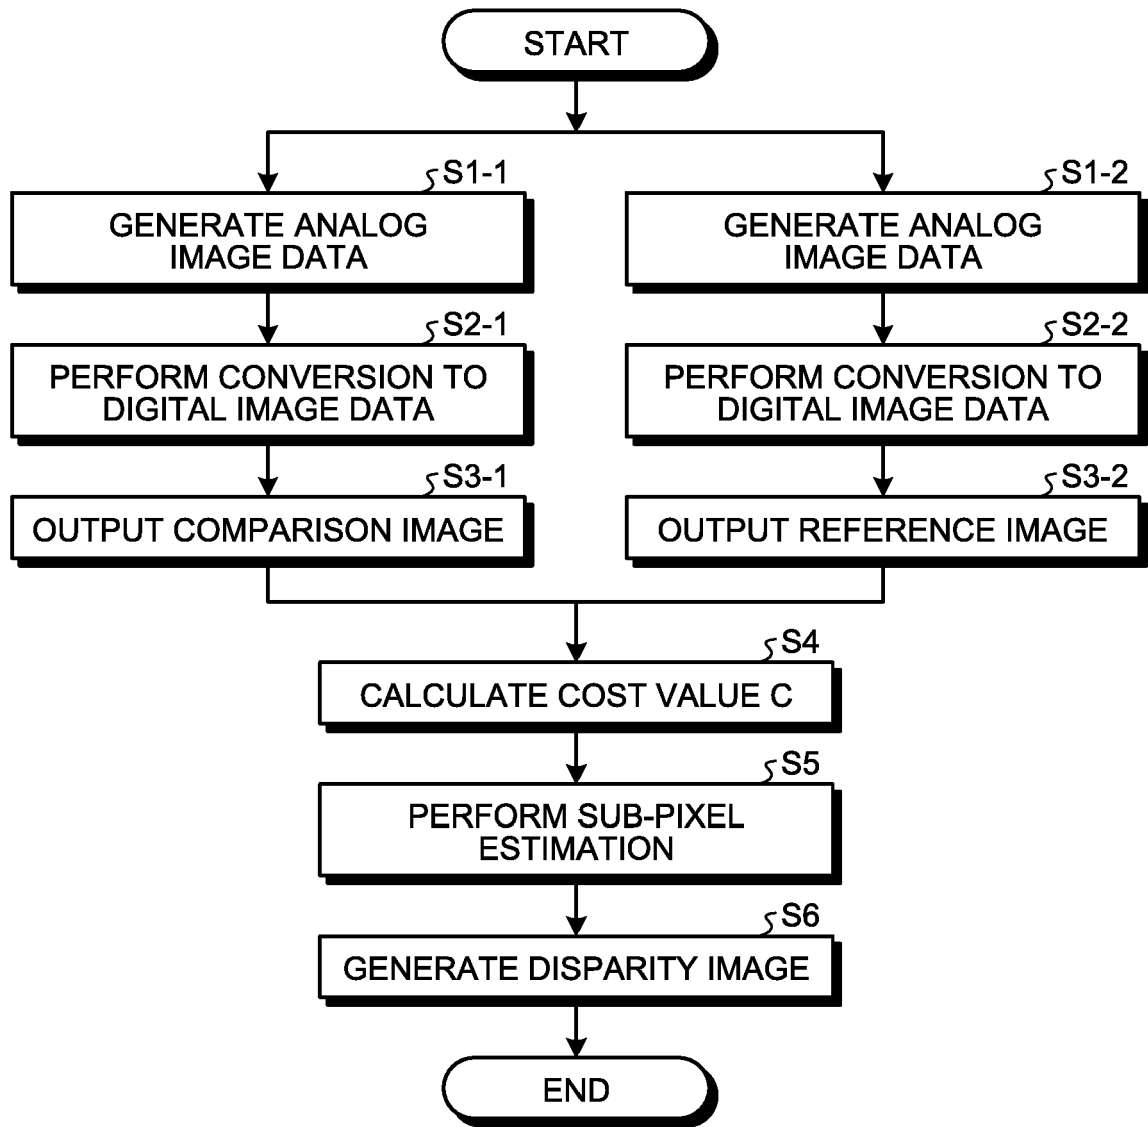 START
S1-1
GENERATE ANALOG
IMAGE DATA
S2-1
PERFORM CONVERSION TO
DIGITAL IMAGE DATA
S3-1
OUTPUT COMPARISON IMAGE
S1-2
GENERATE ANALOG
IMAGE DATA
S2-2
PERFORM CONVERSION TO
DIGITAL IMAGE DATA
S3-2
OUTPUT REFERENCE IMAGE
S4
CALCULATE COST VALUE C
S5
PERFORM SUB-PIXEL
ESTIMATION
S6
GENERATE DISPARITY IMAGE
END